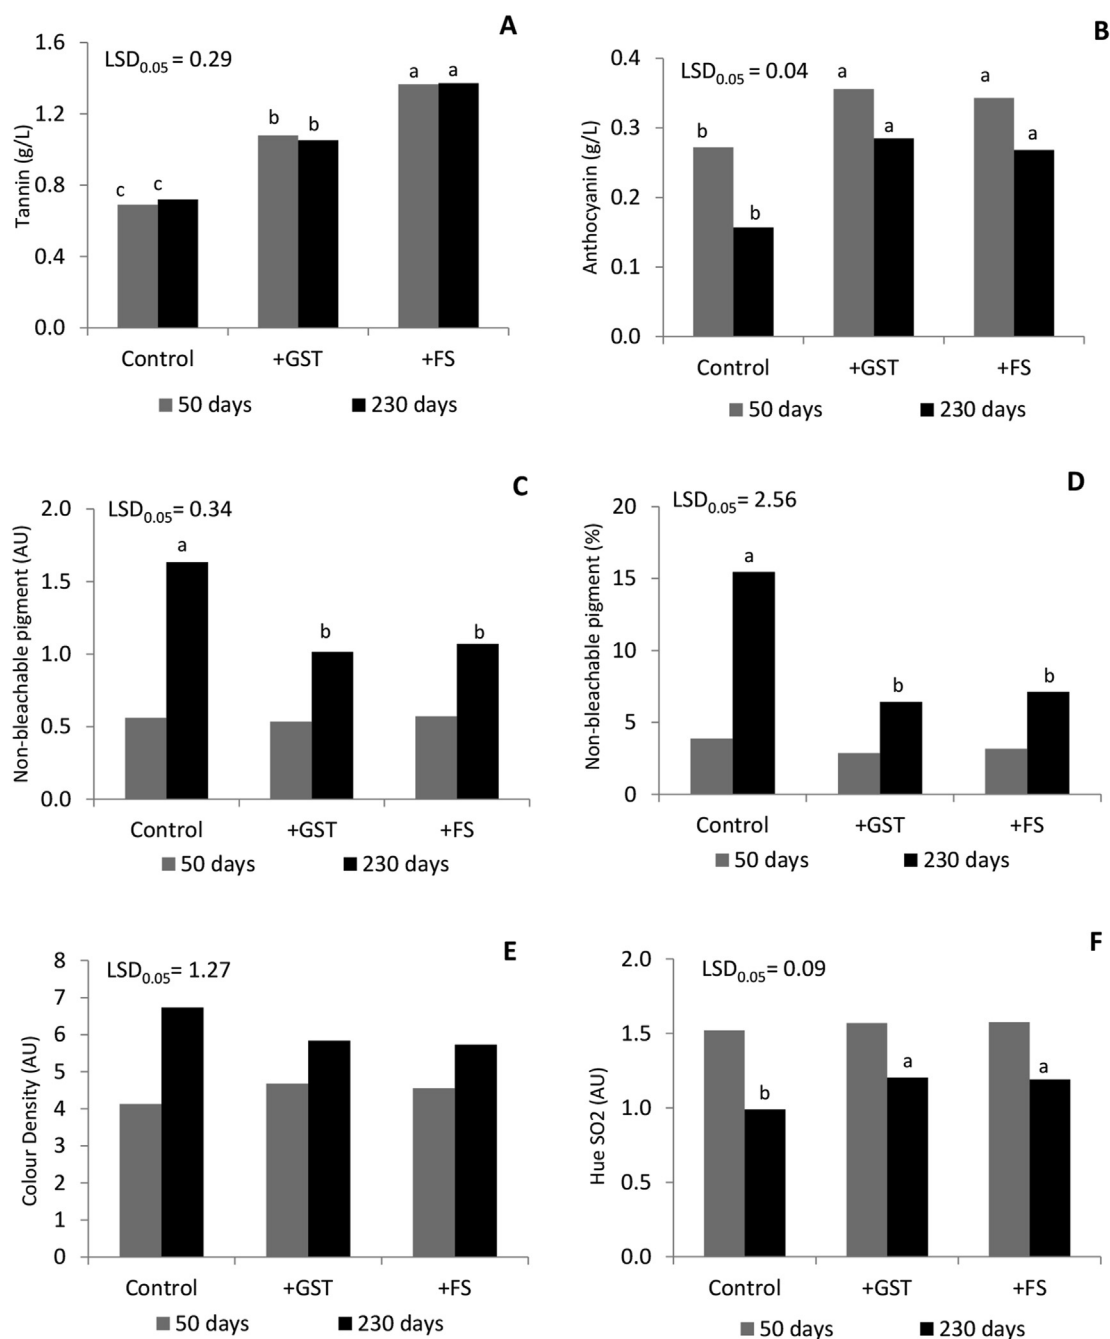 A
LSD0.05 = 0.29
Tannin (g/L)
1.6
1.2
0.8
0.4
0.0
c c b b a a
Control +GST +FS
50 days 230 days
B
LSD0.05 = 0.04
Anthocyanin (g/L)
0.4
0.3
0.2
0.1
0.0
b b a a a a
Control +GST +FS
50 days 230 days
C
LSD0.05= 0.34
Non-bleachable pigment (AU)
2.0
1.5
1.0
0.5
0.0
a b b
Control +GST +FS
50 days 230 days
D
LSD0.05= 2.56
Non-bleachable pigment (%)
20
15
10
5
0
a b b
Control +GST +FS
50 days 230 days
E
LSD0.05= 1.27
Colour Density (AU)
8
7
6
5
4
3
2
1
0
Control +GST +FS
50 days 230 days
F
LSD0.05= 0.09
Hue SO2 (AU)
2.0
1.5
1.0
0.5
0.0
b a a
Control +GST +FS
50 days 230 days